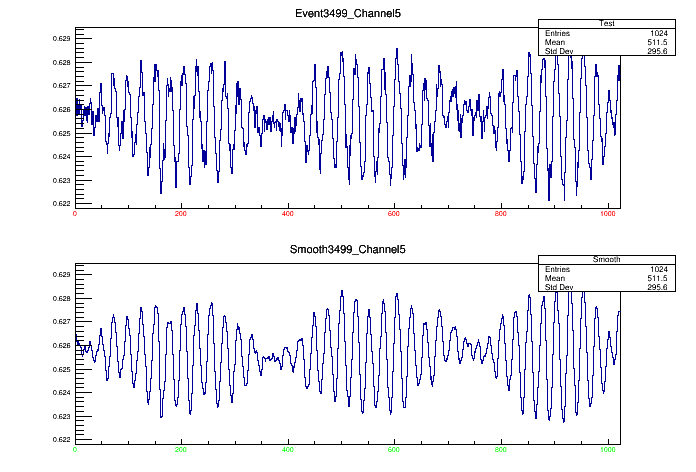 Event3499_Channel5
Test
Entries 1024
Mean 511.5
Std Dev 295.6
0.629
0.628
0.627
0.626
0.625
0.624
0.623
0.622
0 200 400 600 800 1000
Smooth3499_Channel5
Smooth
Entries 1024
Mean 511.5
Std Dev 295.6
0.629
0.628
0.627
0.626
0.625
0.624
0.623
0.622
0 200 400 600 800 1000